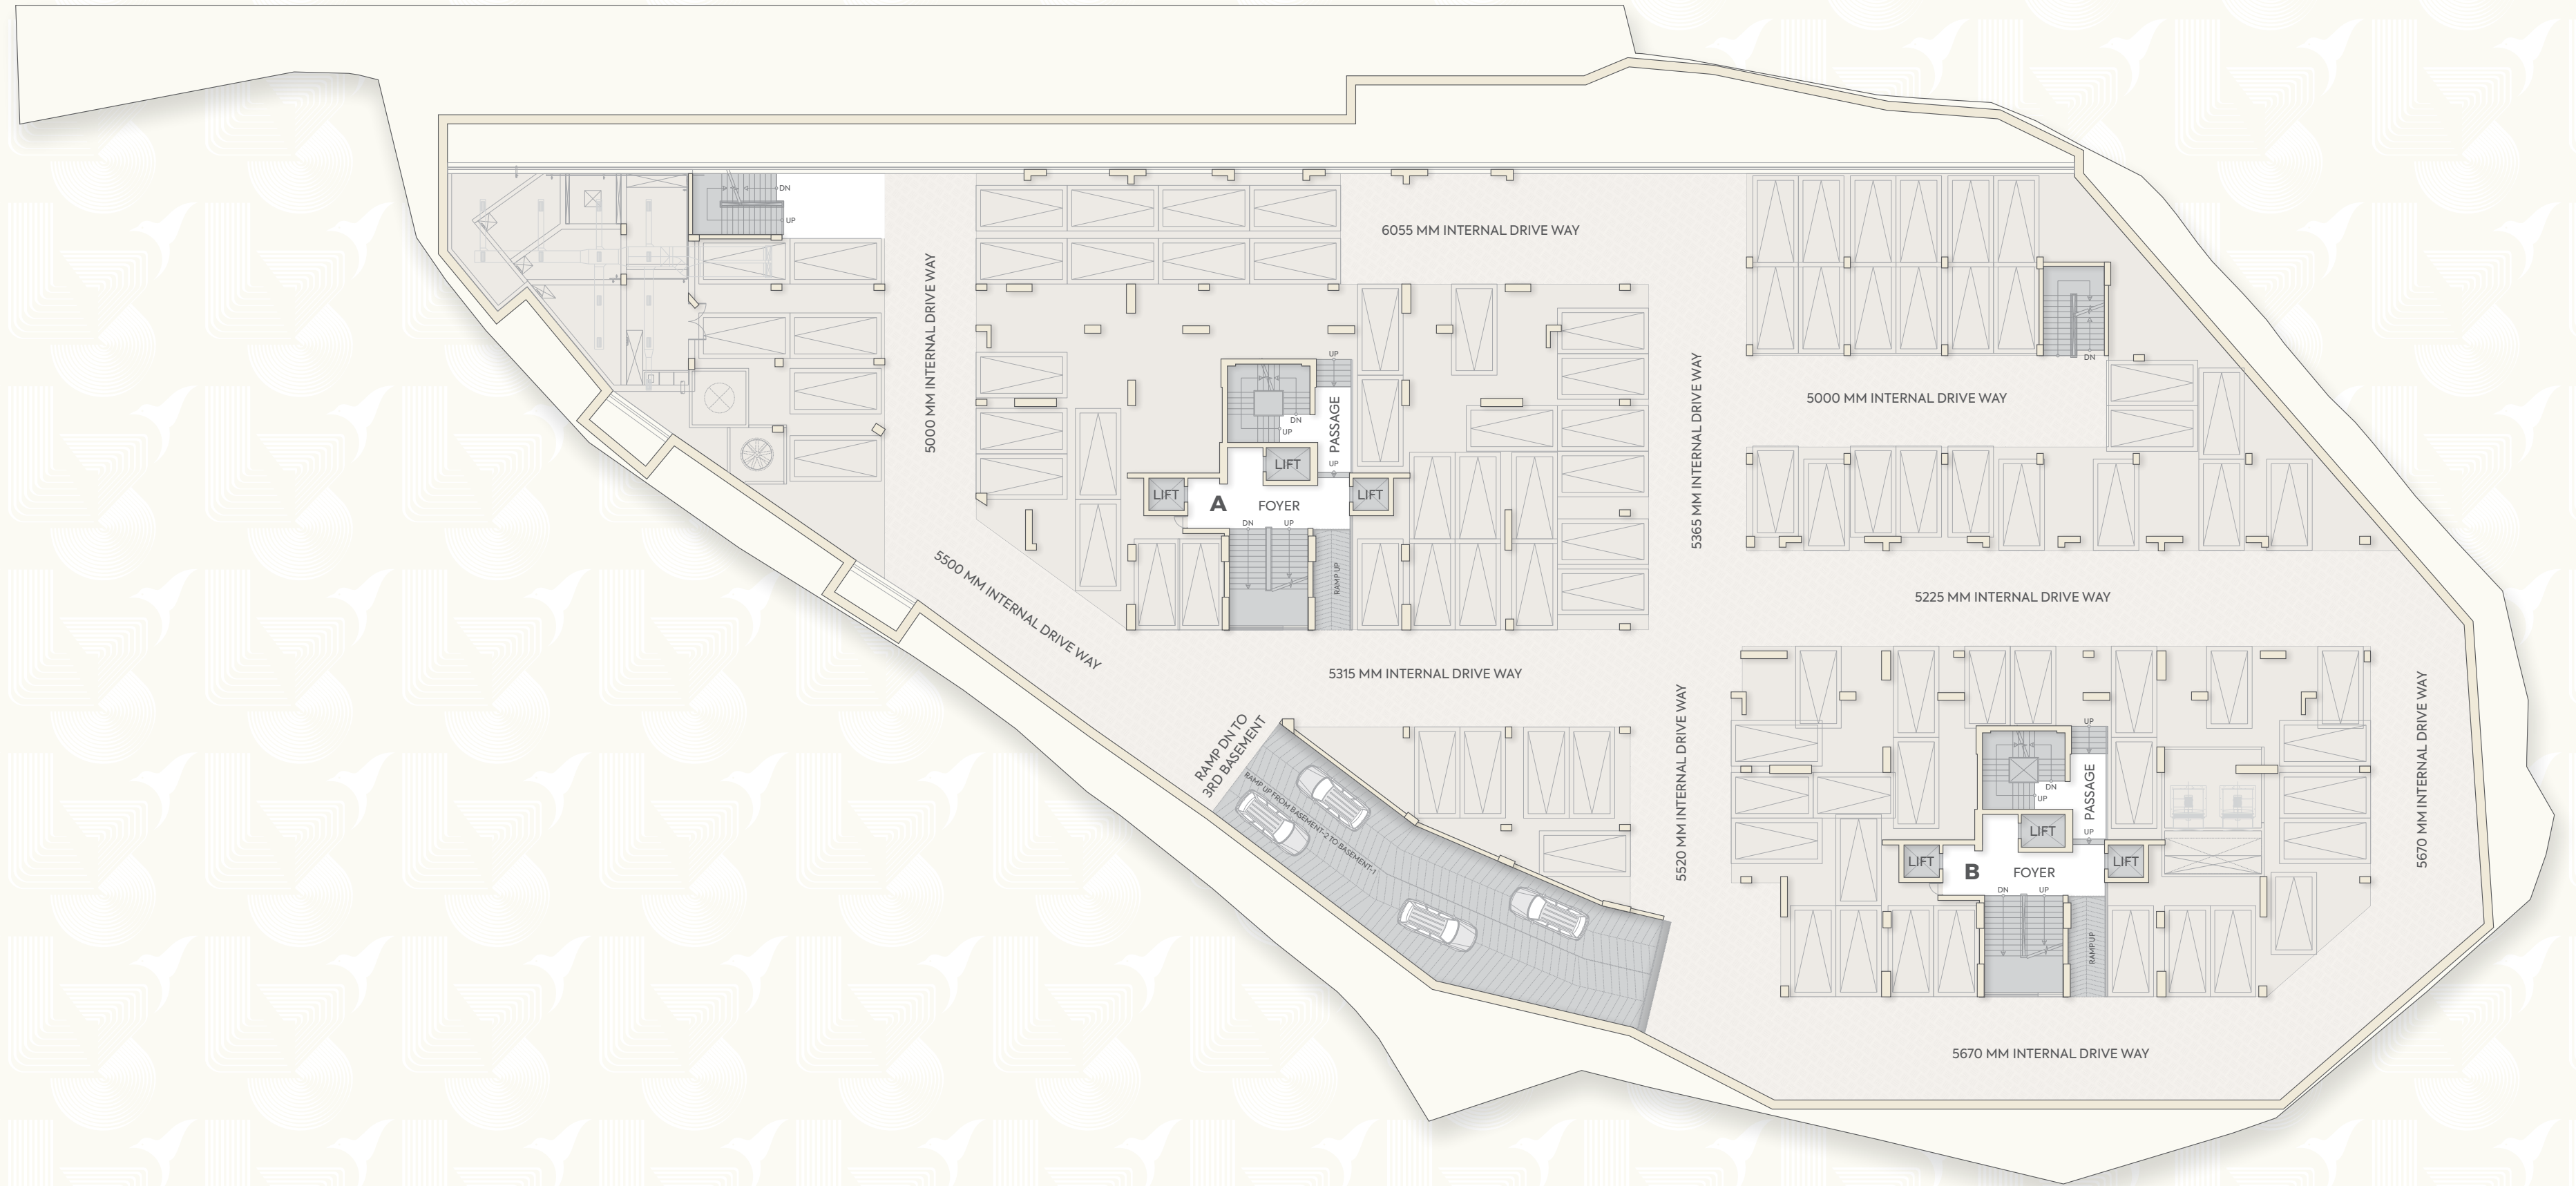 DN
UP
6055 MM INTERNAL DRIVE WAY
5000 MM INTERNAL DRIVE WAY
5365 MM INTERNAL DRIVE WAY
DN
5000 MM INTERNAL DRIVE WAY
UP
DN
UP
PASSAGE
UP
LIFT
LIFT
A
FOYER
LIFT
DN
UP
RAMP UP
5500 MM INTERNAL DRIVE WAY
5315 MM INTERNAL DRIVE WAY
5225 MM INTERNAL DRIVE WAY
RAMP DN TO
3RD BASEMENT
RAMP UP FROM BASEMENT-2 TO BASEMENT-1
5520 MM INTERNAL DRIVE WAY
5670 MM INTERNAL DRIVE WAY
UP
DN
UP
PASSAGE
UP
LIFT
LIFT
B
FOYER
LIFT
DN
UP
RAMP UP
5670 MM INTERNAL DRIVE WAY